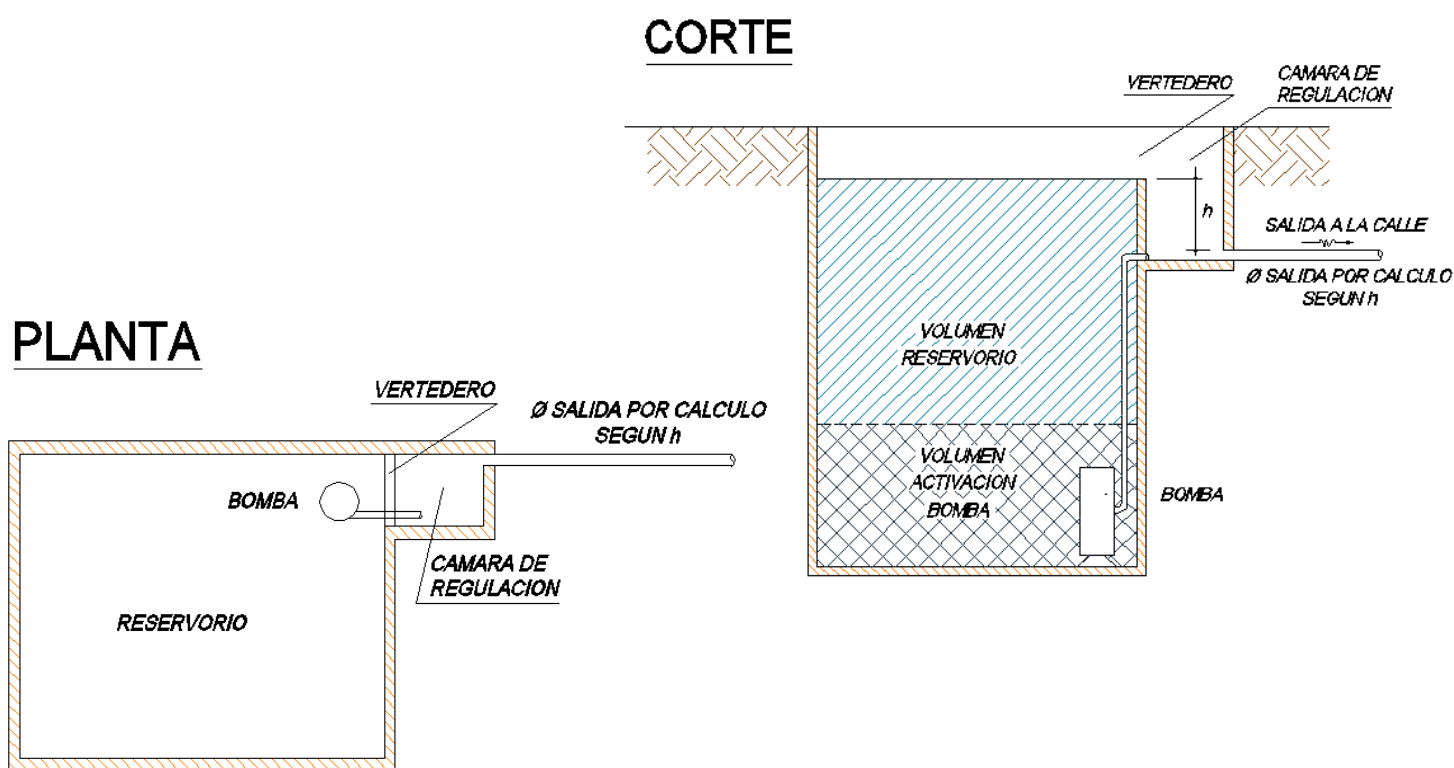 CORTE
VERTEDERO
CAMARA DE
REGULACION
h
SALIDA A LA CALLE
Ø SALIDA POR CALCULO
SEGUN h
VOLUMEN
RESERVORIO
VOLUMEN
ACTIVACION
BOMBA
BOMBA
PLANTA
VERTEDERO
Ø SALIDA POR CALCULO
SEGUN h
BOMBA
CAMARA DE
REGULACION
RESERVORIO